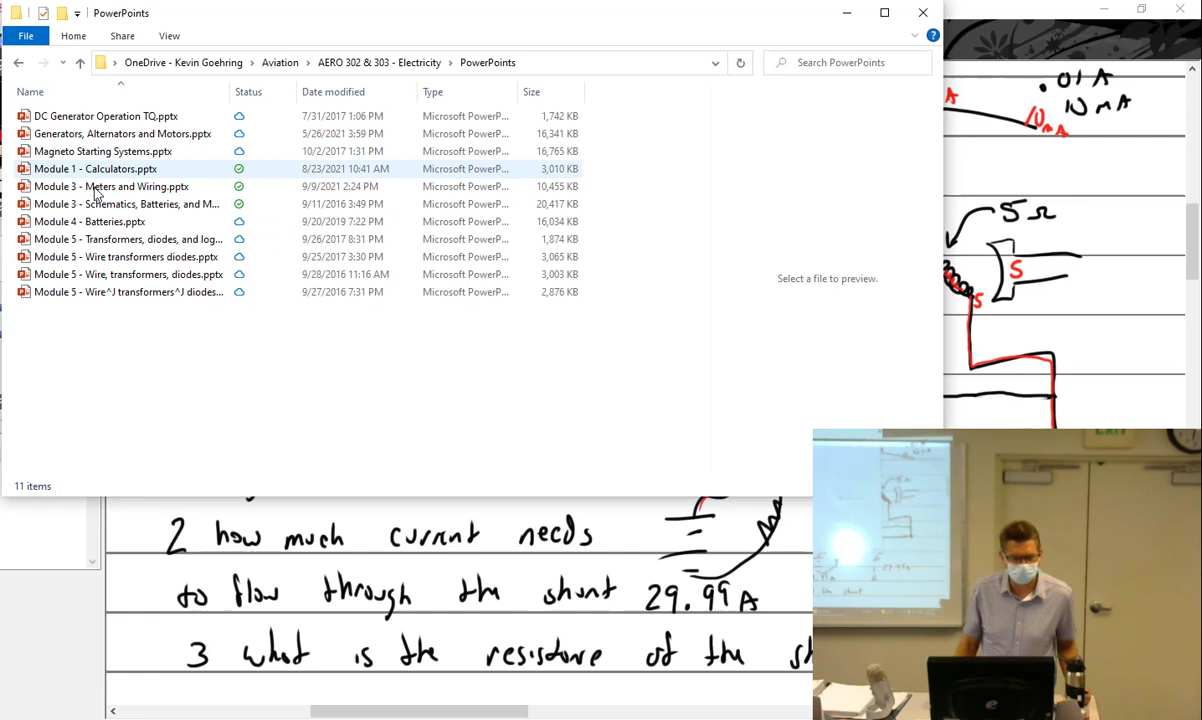 PowerPoints
File Home Share View
OneDrive - Kevin Goehring > Aviation > AERO 302 & 303 - Electricity > PowerPoints
Search PowerPoints
Name Status Date modified Type Size
DC Generator Operation TQ.pptx 7/31/2017 1:06 PM Microsoft PowerP... 1,742 KB
Generators, Alternators and Motors.pptx 5/26/2021 3:59 PM Microsoft PowerP... 16,341 KB
Magneto Starting Systems.pptx 10/2/2017 1:31 PM Microsoft PowerP... 16,765 KB
Module 1 - Calculators.pptx 8/23/2021 10:41 AM Microsoft PowerP... 3,010 KB
Module 3 - Meters and Wiring.pptx 9/9/2021 2:24 PM Microsoft PowerP... 10,455 KB
Module 3 - Schematics, Batteries, and M... 9/11/2016 3:49 PM Microsoft PowerP... 20,417 KB
Module 4 - Batteries.pptx 9/20/2019 7:22 PM Microsoft PowerP... 16,034 KB
Module 5 - Transformers, diodes, and log... 9/26/2017 8:31 PM Microsoft PowerP... 1,874 KB
Module 5 - Wire transformers diodes.pptx 9/25/2017 3:30 PM Microsoft PowerP... 3,065 KB
Module 5 - Wire, transformers, diodes.pptx 9/28/2016 11:16 AM Microsoft PowerP... 3,003 KB
Module 5 - Wire^J transformers^J diodes... 9/27/2016 7:31 PM Microsoft PowerP... 2,876 KB
Select a file to preview.
11 items
.01 A
A
10mA
10 mA
5 Ω
S
S
2 how much current needs
to flow through the shunt 29.99 A
3 what is the resistance of the sh
EXIT